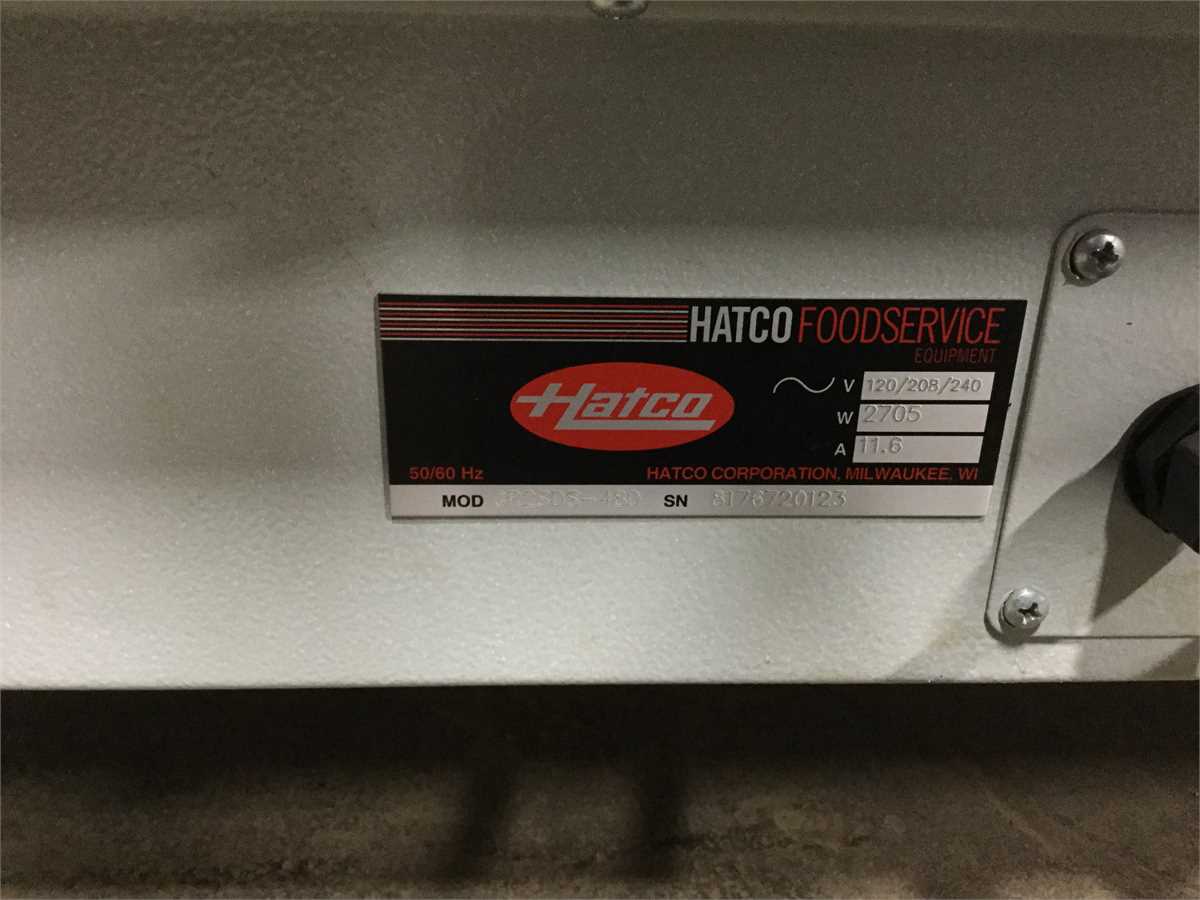 HATCO FOODSERVICE
EQUIPMENT
Hatco
V 120/208/240
W 2705
A 11.6
50/60 Hz HATCO CORPORATION, MILWAUKEE, WI
MOD SN 8176720123